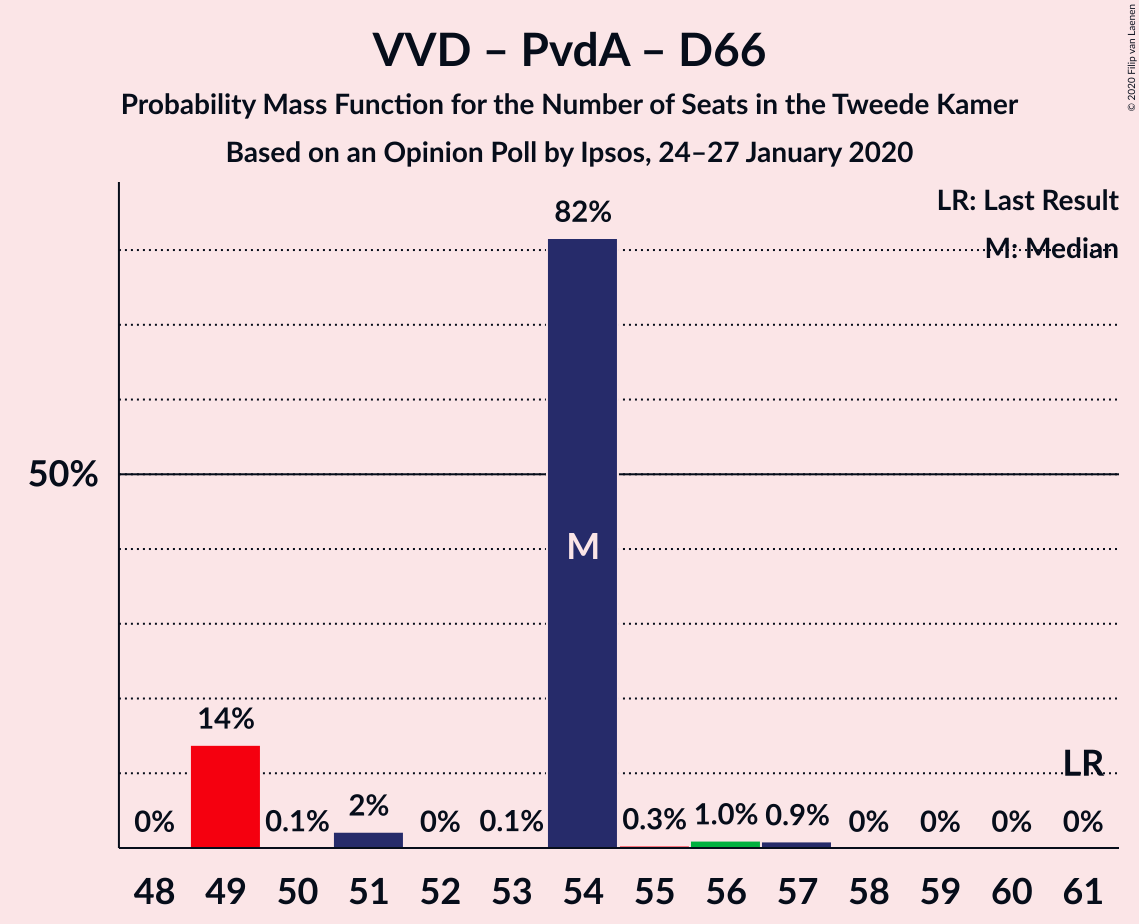 VVD – PvdA – D66
Probability Mass Function for the Number of Seats in the Tweede Kamer
Based on an Opinion Poll by Ipsos, 24–27 January 2020
© 2020 Filip van Laenen
LR: Last Result
M: Median
50%
0% 14% 0.1% 2% 0% 0.1% 82% 0.3% 1.0% 0.9% 0% 0% 0% 0%
M
LR
48 49 50 51 52 53 54 55 56 57 58 59 60 61